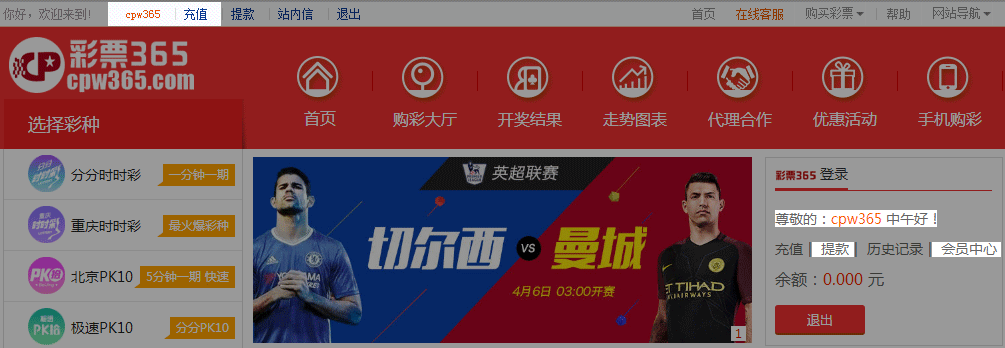 你好，欢迎来到！ cpw365 充值 提款 站内信 退出 首页 在线客服 购买彩票 帮助 网站导航
CP 彩票365
cpw365.com
首页 购彩大厅 开奖结果 走势图表 代理合作 优惠活动 手机购彩
选择彩种
分分时时彩 一分钟一期
重庆时时彩 最火爆彩种
北京PK10 5分钟一期 快速
极速PK10 分分PK10
英超联赛
切尔西 VS 曼城
4月6日 03:00开赛
YOKOHAMA
ETIHAD
1
彩票365 登录
尊敬的：cpw365 中午好！
充值 | 提款 | 历史记录 | 会员中心
余额：0.000 元
退出